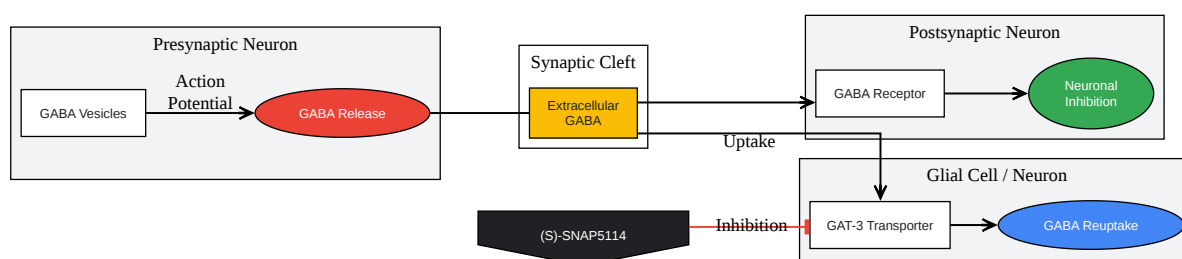 Presynaptic Neuron
Action
Potential
GABA Vesicles
GABA Release
Synaptic Cleft
Extracellular
GABA
Uptake
Postsynaptic Neuron
GABA Receptor
Neuronal
Inhibition
Glial Cell / Neuron
(S)-SNAP5114
Inhibition
GAT-3 Transporter
GABA Reuptake